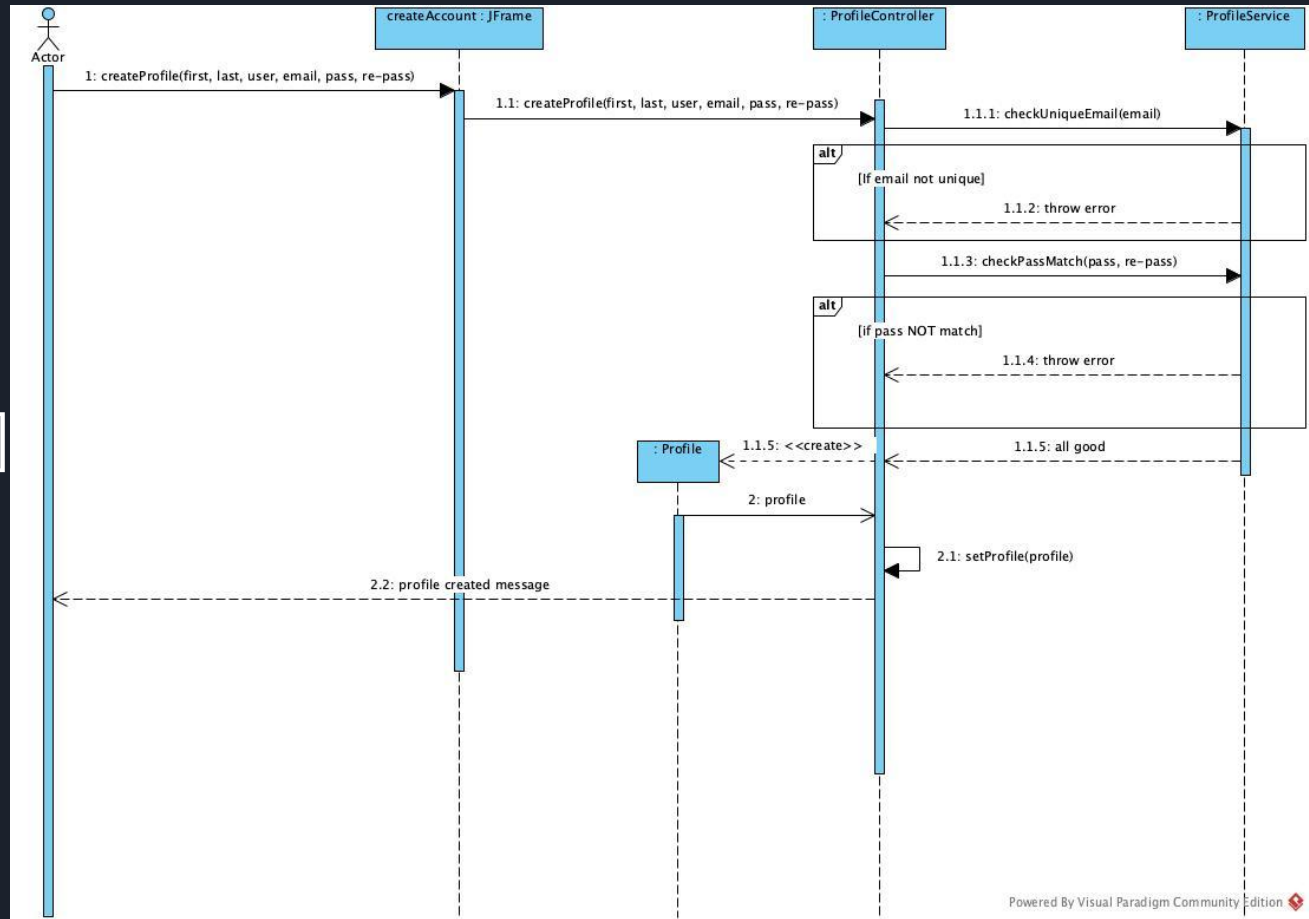 createAccount : JFrame
: ProfileController
: ProfileService
Actor
1: createProfile(first, last, user, email, pass, re-pass)
1.1: createProfile(first, last, user, email, pass, re-pass)
1.1.1: checkUniqueEmail(email)
alt
[If email not unique]
1.1.2: throw error
1.1.3: checkPassMatch(pass, re-pass)
alt
[if pass NOT match]
1.1.4: throw error
: Profile
1.1.5: <<create>>
1.1.5: all good
2: profile
2.1: setProfile(profile)
2.2: profile created message
Powered By Visual Paradigm Community Edition